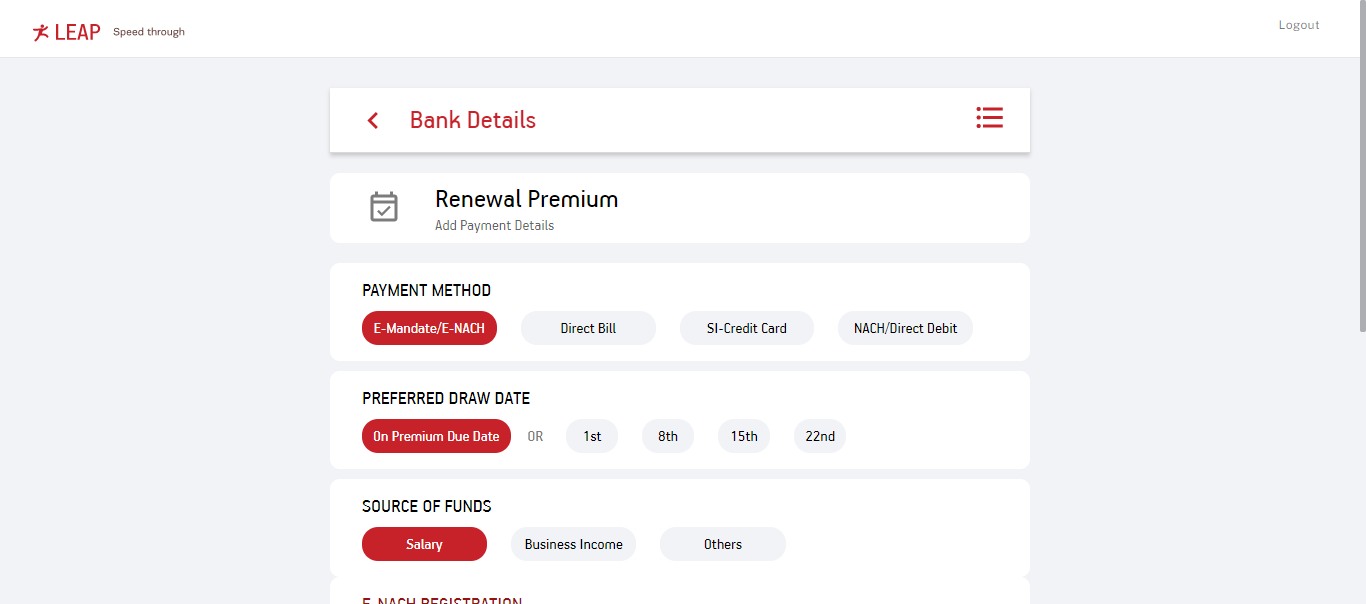 LEAP Speed through
Logout
Bank Details
Renewal Premium
Add Payment Details
PAYMENT METHOD
E-Mandate/E-NACH Direct Bill SI-Credit Card NACH/Direct Debit
PREFERRED DRAW DATE
On Premium Due Date OR 1st 8th 15th 22nd
SOURCE OF FUNDS
Salary Business Income Others
E-NACH REGISTRATION